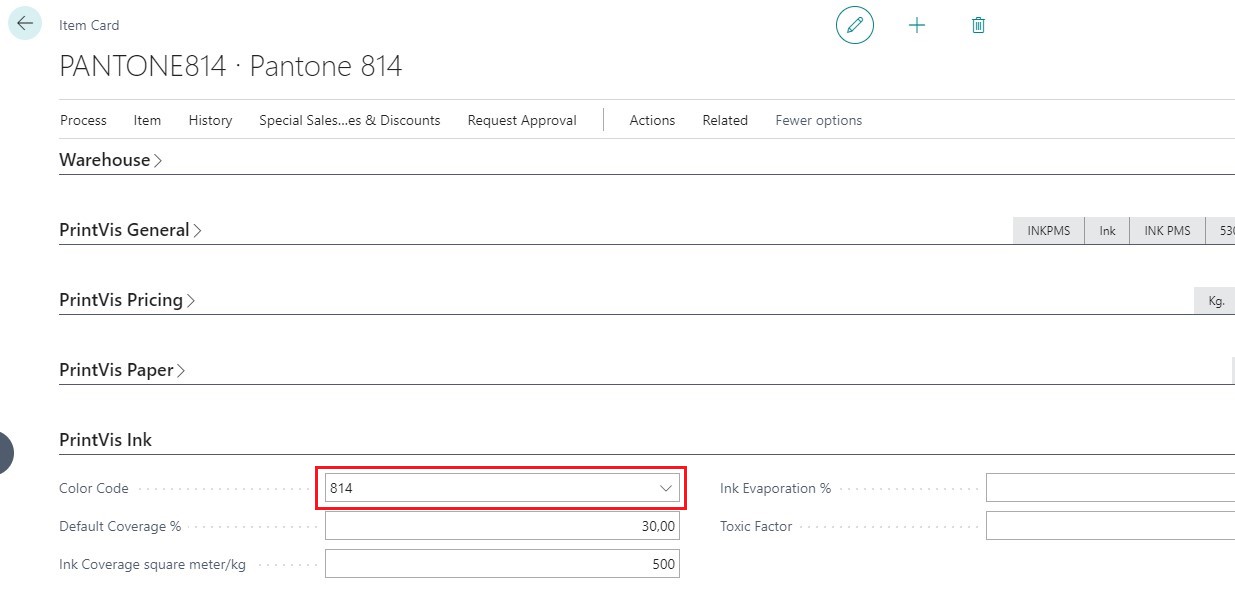 Item Card
PANTONE814 · Pantone 814
Process Item History Special Sales...es & Discounts Request Approval Actions Related Fewer options
Warehouse
PrintVis General INKPMS Ink INK PMS
PrintVis Pricing Kg.
PrintVis Paper
PrintVis Ink
Color Code 814 Ink Evaporation %
Default Coverage % 30,00 Toxic Factor
Ink Coverage square meter/kg 500